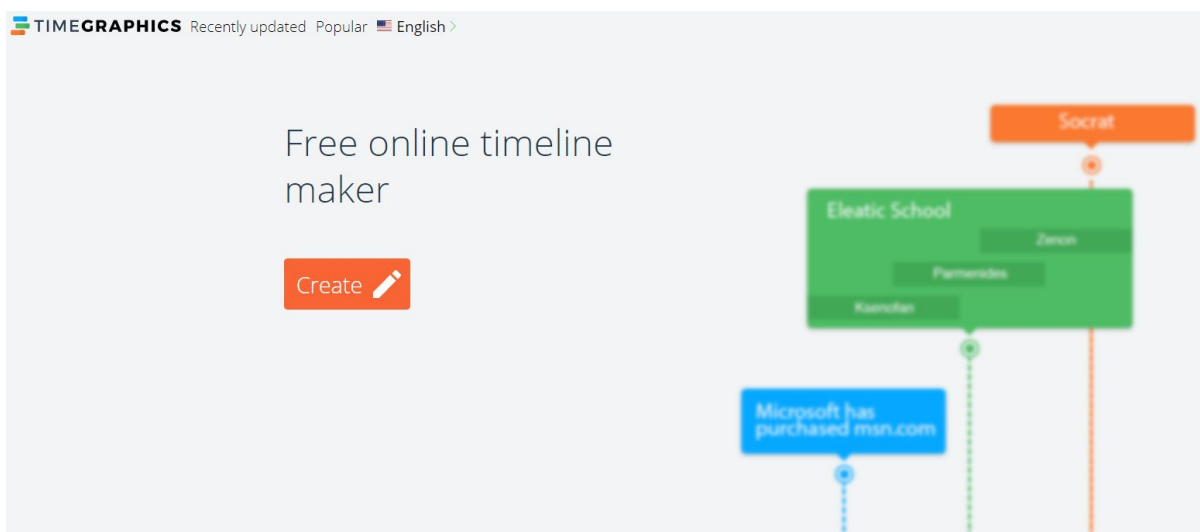 TIMEGRAPHICS Recently updated Popular English >
Free online timeline
maker
Create
Socrat
Eleatic School
Zenon
Parmenides
Ksenofan
Microsoft has
purchased msn.com